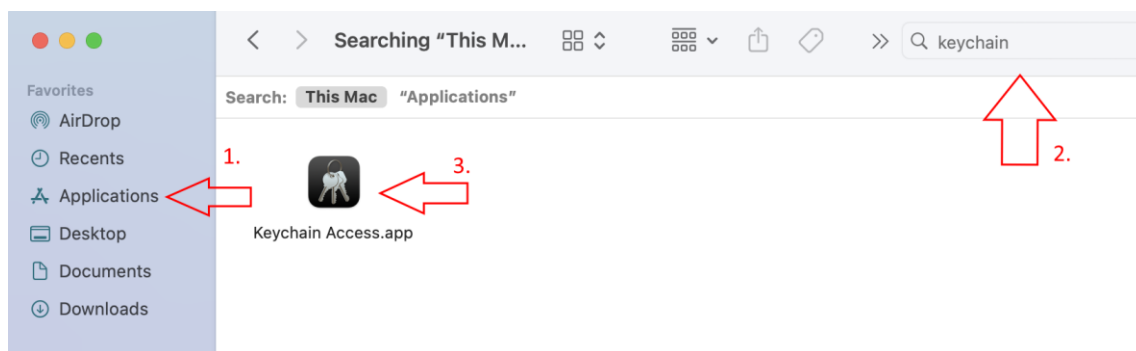 Searching "This M...
keychain
Favorites
Search: This Mac "Applications"
AirDrop
Recents
1.
3.
2.
Applications
Keychain Access.app
Desktop
Documents
Downloads